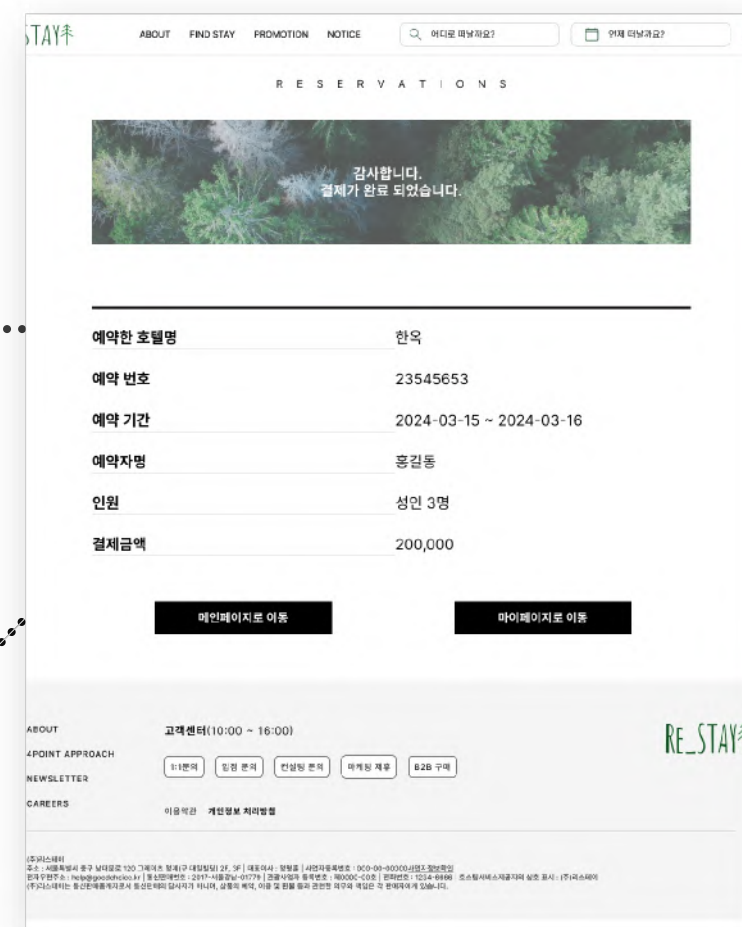 STAY
ABOUT FIND STAY PROMOTION NOTICE 어디로 떠날까요? 언제 떠날까요?
RESERVATIONS
감사합니다.
결제가 완료 되었습니다.
예약한 호텔명 한옥
예약 번호 23545653
예약 기간 2024-03-15 ~ 2024-03-16
예약자명 홍길동
인원 성인 3명
결제금액 200,000
메인페이지로 이동 마이페이지로 이동
ABOUT 고객센터(10:00 ~ 16:00) RE_STAY
4POINT APPROACH
1:1문의 입점 문의 컨설팅 문의 마케팅 제휴 B2B 구매
NEWSLETTER
CAREERS 이용약관 개인정보 처리방침
(주)리스테이